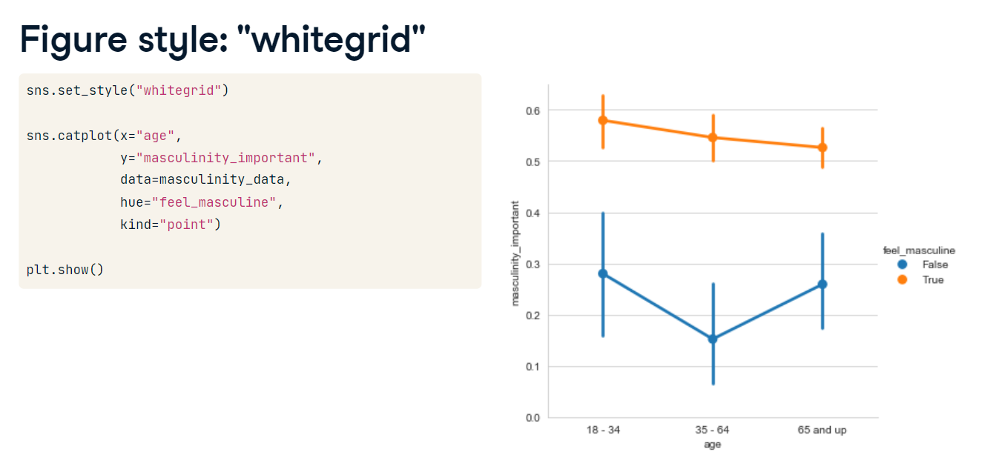 Figure style: "whitegrid"
sns.set_style("whitegrid")
sns.catplot(x="age",
            y="masculinity_important",
            data=masculinity_data,
            hue="feel_masculine",
            kind="point")
plt.show()
masculinity_important
0.6
0.5
0.4
0.3
0.2
0.1
0.0
18 - 34
35 - 64
65 and up
age
feel_masculine
False
True